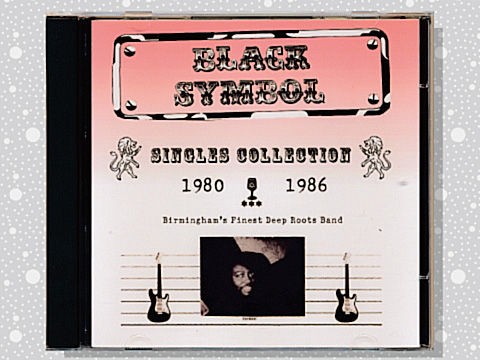 BLACK
SYMBOL
SINGLES COLLECTION
1980 1986
Birmingham's Finest Deep Roots Band